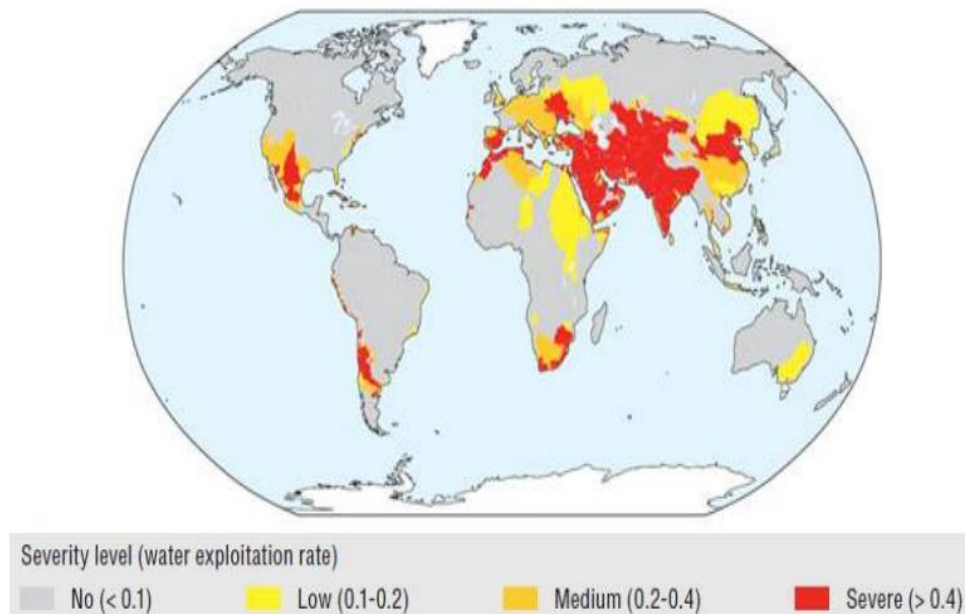 Severity level (water exploitation rate)
No (< 0.1) Low (0.1-0.2) Medium (0.2-0.4) Severe (> 0.4)